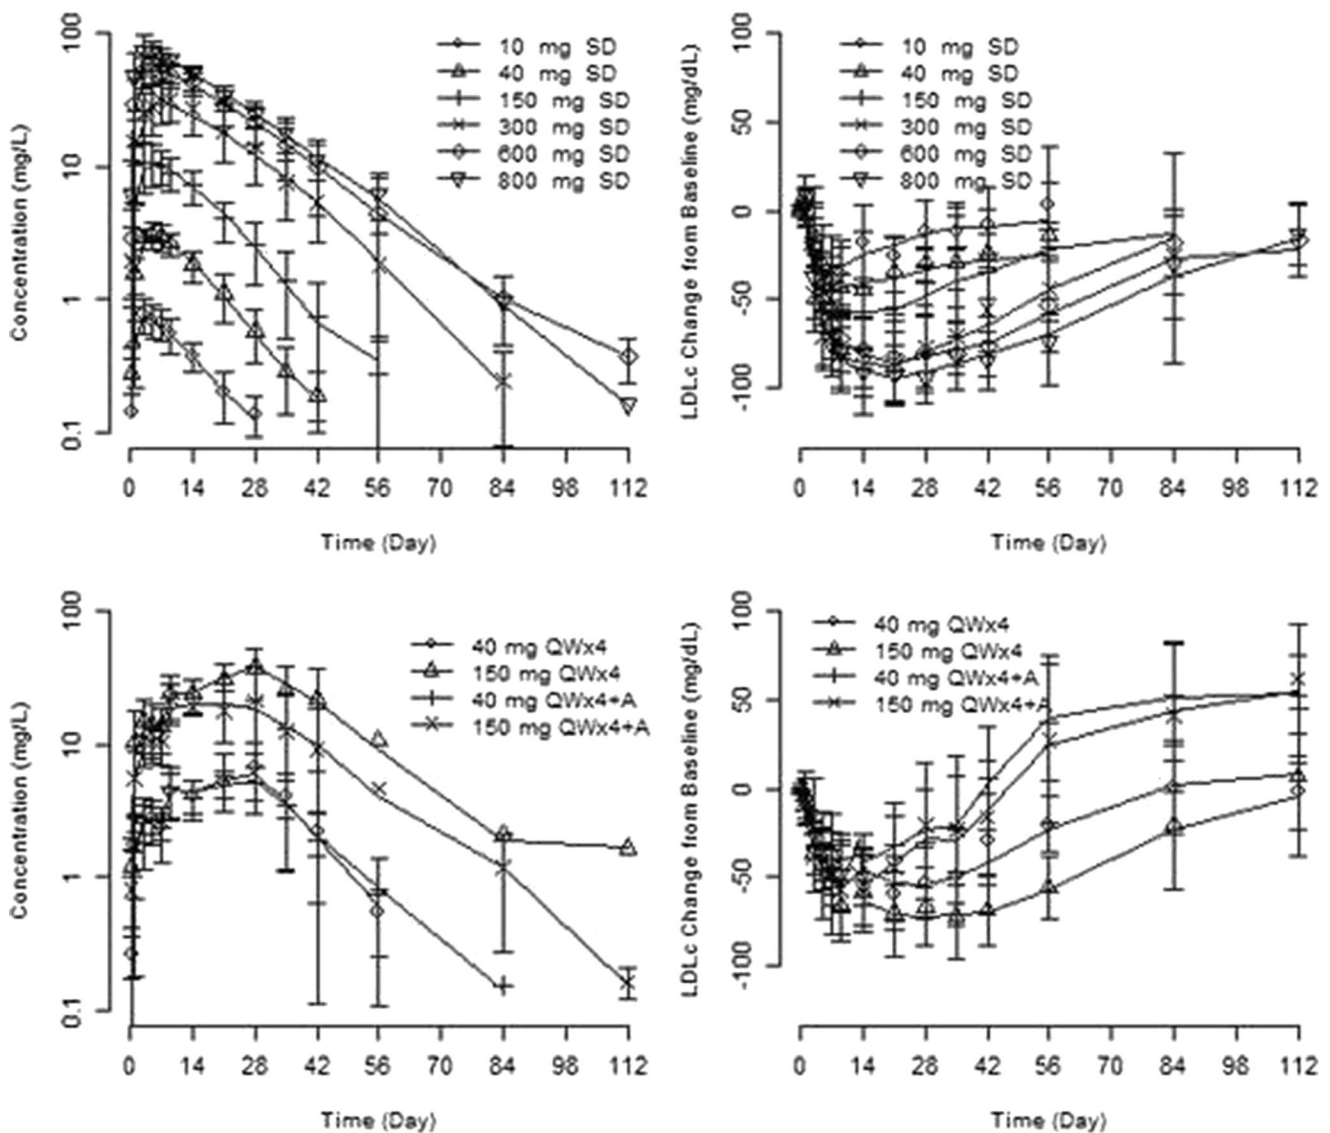 Concentration (mg/L)
100
10
1
0.1
10 mg SD
40 mg SD
150 mg SD
300 mg SD
600 mg SD
800 mg SD
0 14 28 42 56 70 84 98 112
Time (Day)
LDLc Change from Baseline (mg/dL)
100
50
0
-50
-100
10 mg SD
40 mg SD
150 mg SD
300 mg SD
600 mg SD
800 mg SD
0 14 28 42 56 70 84 98 112
Time (Day)
Concentration (mg/L)
100
10
1
0.1
40 mg QWx4
150 mg QWx4
40 mg QWx4+A
150 mg QWx4+A
0 14 28 42 56 70 84 98 112
Time (Day)
LDLc Change from Baseline (mg/dL)
100
50
0
-50
-100
40 mg QWx4
150 mg QWx4
40 mg QWx4+A
150 mg QWx4+A
0 14 28 42 56 70 84 98 112
Time (Day)